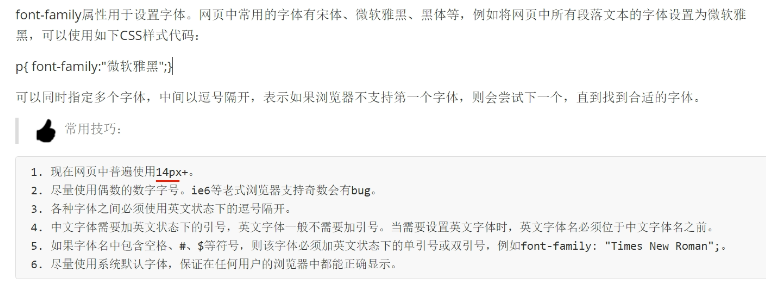 font-family属性用于设置字体。网页中常用的字体有宋体、微软雅黑、黑体等，例如将网页中所有段落文本的字体设置为微软雅
黑，可以使用如下CSS样式代码：
p{ font-family:"微软雅黑";}
可以同时指定多个字体，中间以逗号隔开，表示如果浏览器不支持第一个字体，则会尝试下一个，直到找到合适的字体。
常用技巧：
1. 现在网页中普遍使用14px+。
2. 尽量使用偶数的数字字号。ie6等老式浏览器支持奇数会有bug。
3. 各种字体之间必须使用英文状态下的逗号隔开。
4. 中文字体需要加英文状态下的引号，英文字体一般不需要加引号。当需要设置英文字体时，英文字体名必须位于中文字体名之前。
5. 如果字体名中包含空格、#、$等符号，则该字体必须加英文状态下的单引号或双引号，例如font-family: "Times New Roman";。
6. 尽量使用系统默认字体，保证在任何用户的浏览器中都能正确显示。